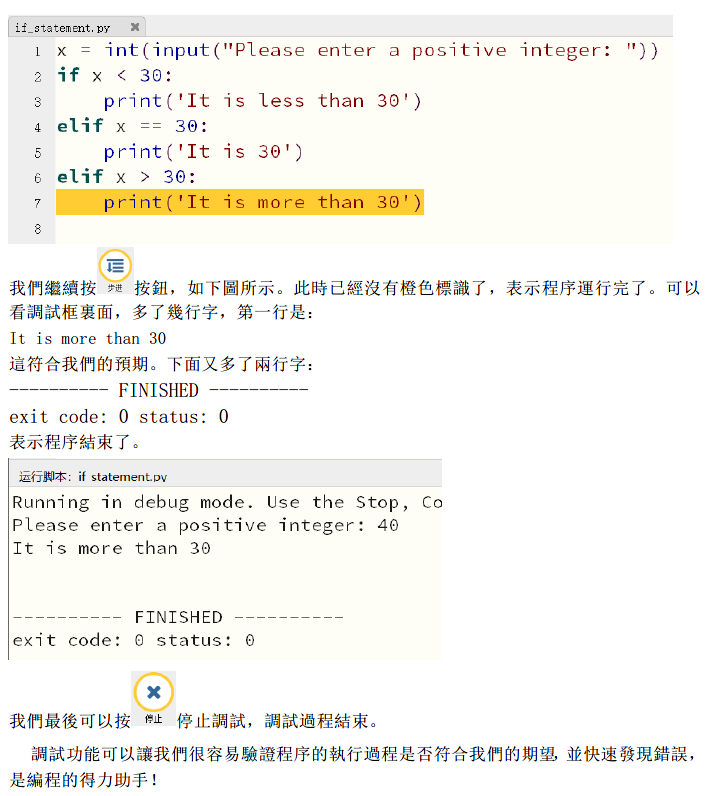 if_statement.py
1 x = int(input("Please enter a positive integer: "))
2 if x < 30:
3     print('It is less than 30')
4 elif x == 30:
5     print('It is 30')
6 elif x > 30:
7     print('It is more than 30')
8
我們繼續按 步进 按鈕，如下圖所示。此時已經沒有橙色標識了，表示程序運行完了。可以
看調試框裏面，多了幾行字，第一行是：
It is more than 30
這符合我們的預期。下面又多了兩行字：
---------- FINISHED ----------
exit code: 0 status: 0
表示程序結束了。
运行脚本：if statement.py
Running in debug mode. Use the Stop, Co
Please enter a positive integer: 40
It is more than 30
---------- FINISHED ----------
exit code: 0 status: 0
我們最後可以按 停止 停止調試，調試過程結束。
調試功能可以讓我們很容易驗證程序的執行過程是否符合我們的期望，並快速發現錯誤，
是編程的得力助手！